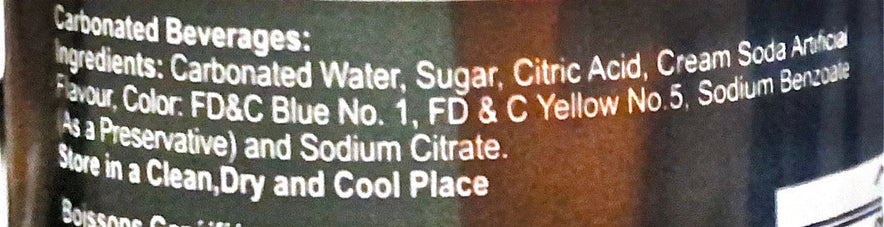 Carbonated Beverages:
Ingredients: Carbonated Water, Sugar, Citric Acid, Cream Soda Artificial
Flavour, Color: FD&C Blue No. 1, FD & C Yellow No.5, Sodium Benzoate
(As a Preservative) and Sodium Citrate.
Store in a Clean,Dry and Cool Place
Boissons